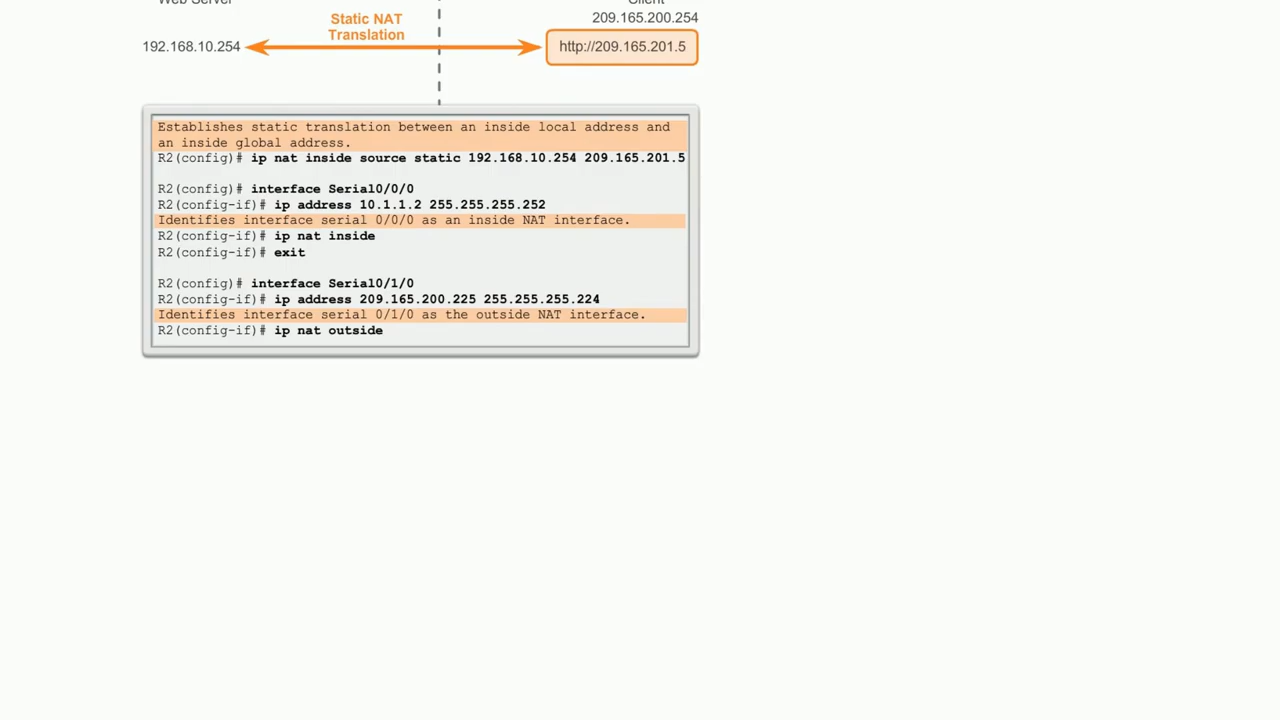 Web Server
Client
209.165.200.254
Static NAT
Translation
192.168.10.254
http://209.165.201.5
Establishes static translation between an inside local address and
an inside global address.
R2(config)# ip nat inside source static 192.168.10.254 209.165.201.5
R2(config)# interface Serial0/0/0
R2(config-if)# ip address 10.1.1.2 255.255.255.252
Identifies interface serial 0/0/0 as an inside NAT interface.
R2(config-if)# ip nat inside
R2(config-if)# exit
R2(config)# interface Serial0/1/0
R2(config-if)# ip address 209.165.200.225 255.255.255.224
Identifies interface serial 0/1/0 as the outside NAT interface.
R2(config-if)# ip nat outside